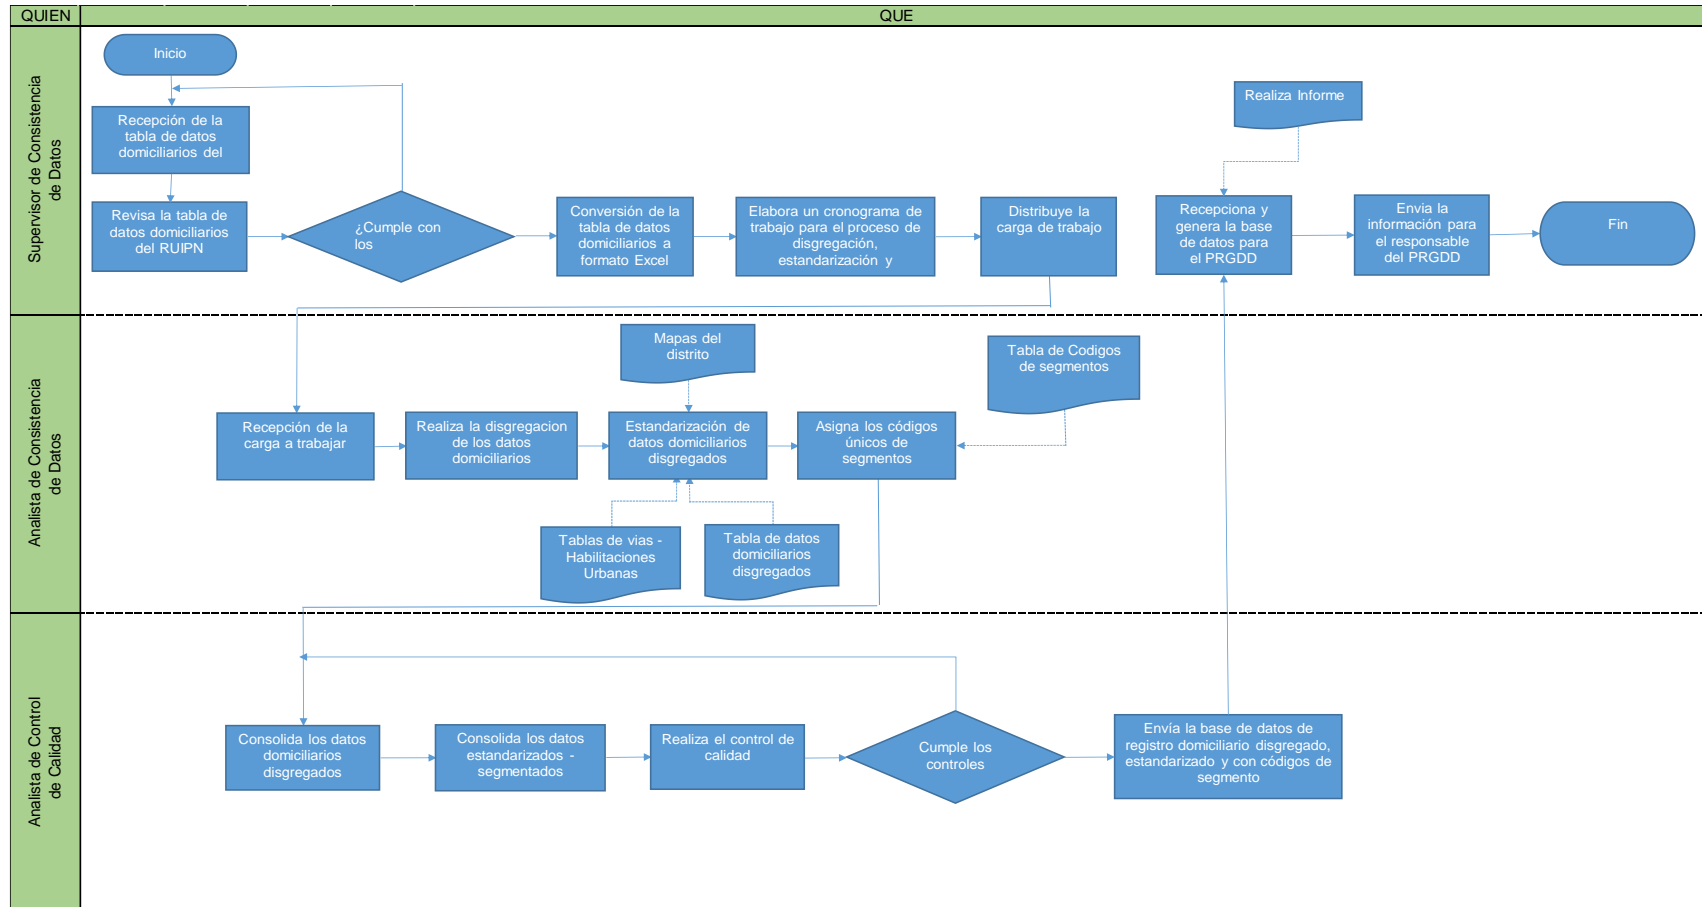 QUIEN
QUE
Supervisor de Consistencia
de Datos
Inicio
Recepción de la
tabla de datos
domiciliarios del
Revisa la tabla de
datos domiciliarios
del RUIPN
¿Cumple con
los
Conversión de la
tabla de datos
domiciliarios a
formato Excel
Elabora un cronograma de
trabajo para el proceso de
disgregación,
estandarización y
Distribuye la
carga de trabajo
Realiza Informe
Recepciona y
genera la base
de datos para
el PRGDD
Envia la
información para
el responsable
del PRGDD
Fin
Analista de Consistencia
de Datos
Mapas del
distrito
Tabla de Codigos
de segmentos
Recepción de la
carga a trabajar
Realiza la disgregacion
de los datos
domiciliarios
Estandarización de
datos domiciliarios
disgregados
Asigna los códigos
únicos de
segmentos
Tablas de vias -
Habilitaciones
Urbanas
Tabla de datos
domiciliarios
disgregados
Analista de Control
de Calidad
Consolida los datos
domiciliarios
disgregados
Consolida los datos
estandarizados -
segmentados
Realiza el control de
calidad
Cumple los
controles
Envía la base de datos de
registro domiciliario disgregado,
estandarizado y con códigos de
segmento